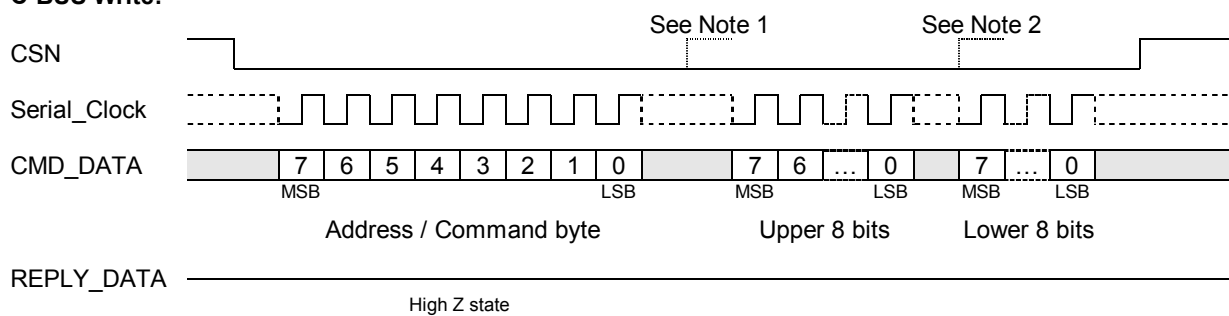 See Note 1 See Note 2
CSN
Serial_Clock
CMD_DATA 7 6 5 4 3 2 1 0 7 6 ... 0 7 ... 0
MSB LSB MSB LSB MSB LSB
Address / Command byte Upper 8 bits Lower 8 bits
REPLY_DATA
High Z state